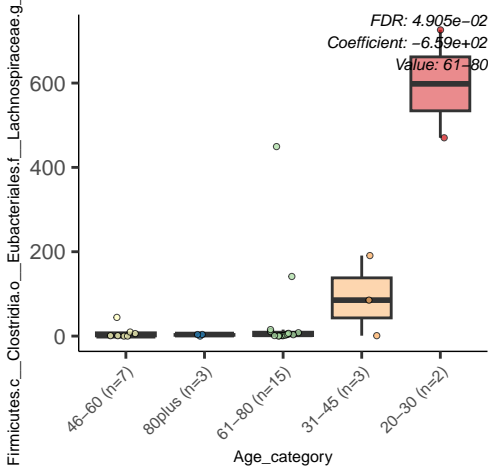 FDR: 4.905e−02
Coefficient: −6.59e+02
Value: 61−80
Firmicutes.c__Clostridia.o__Eubacteriales.f__Lachnospiraceae.g_
600
400
200
0
46−60 (n=7)
80plus (n=3)
61−80 (n=15)
31−45 (n=3)
20−30 (n=2)
Age_category